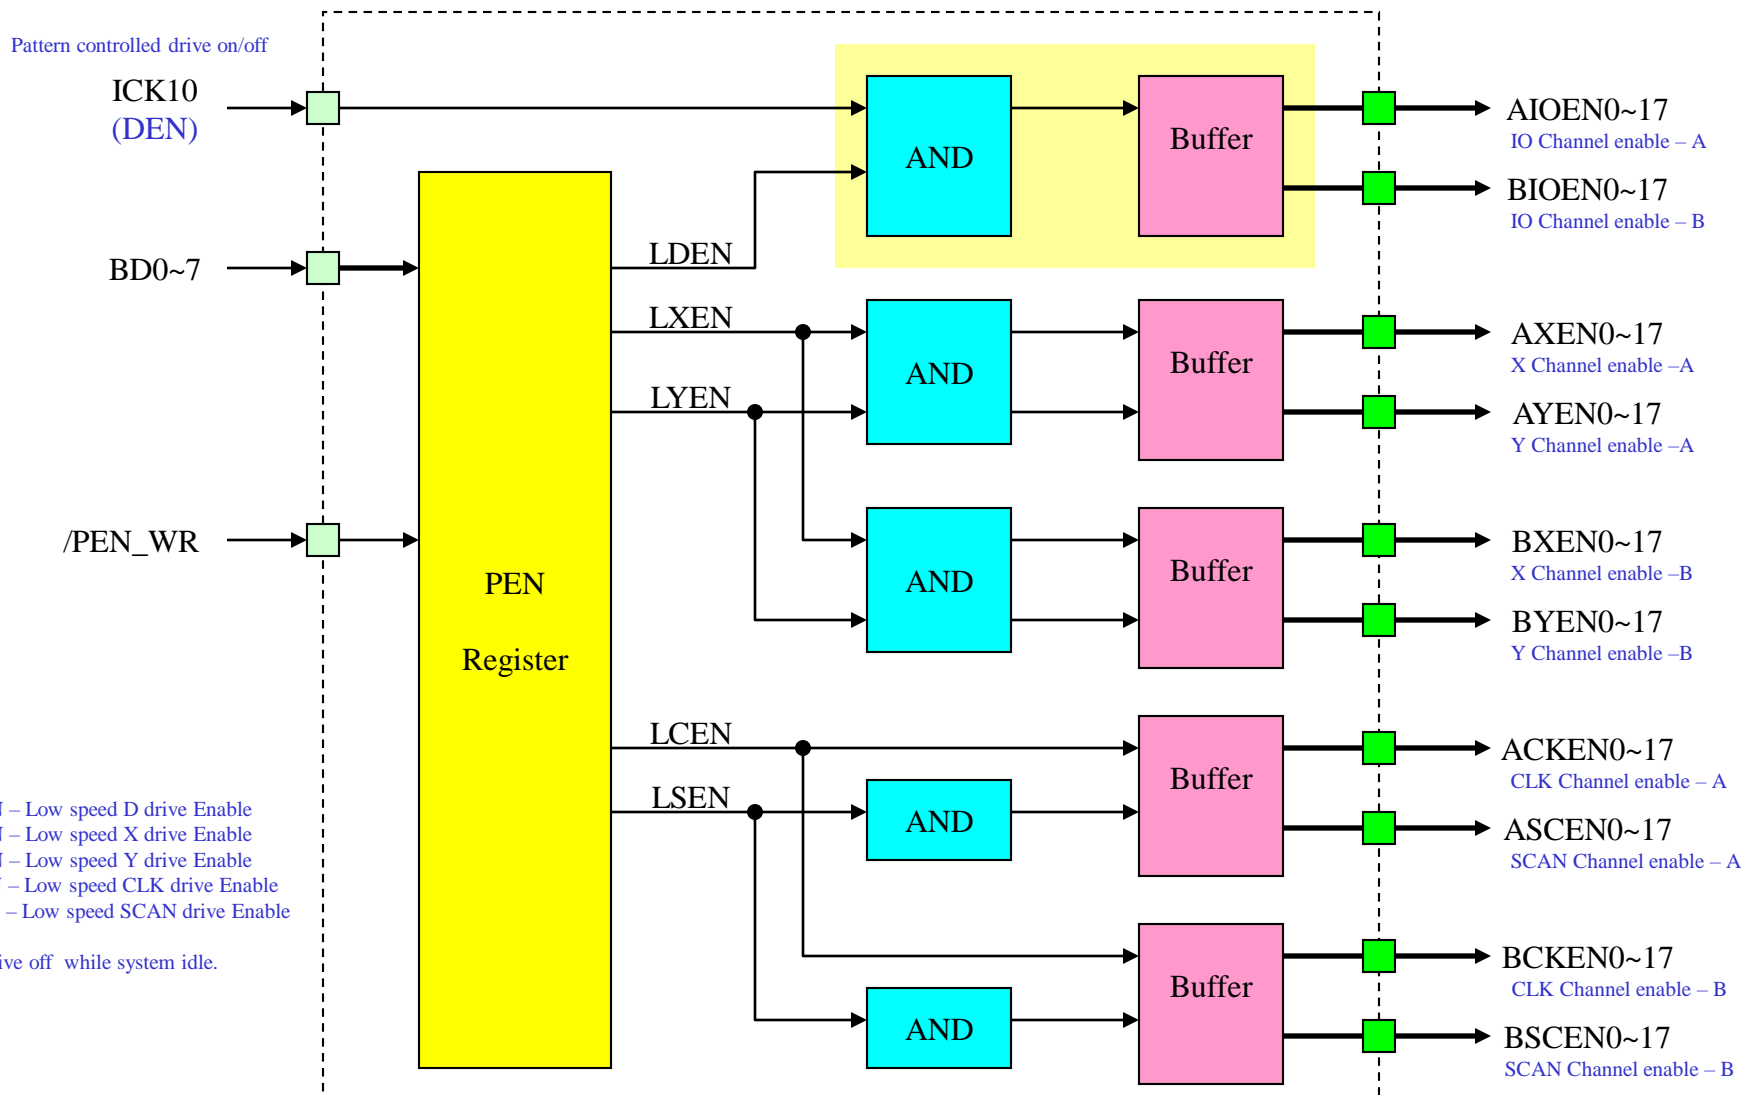 Pattern controlled drive on/off
ICK10
(DEN)
BD0~7
/PEN_WR
PEN
Register
LDEN
LXEN
LYEN
LCEN
LSEN
AND
Buffer
AND
Buffer
AND
Buffer
AND
Buffer
AND
Buffer
AIOEN0~17
IO Channel enable – A
BIOEN0~17
IO Channel enable – B
AXEN0~17
X Channel enable –A
AYEN0~17
Y Channel enable –A
BXEN0~17
X Channel enable –B
BYEN0~17
Y Channel enable –B
ACKEN0~17
CLK Channel enable – A
ASCEN0~17
SCAN Channel enable – A
BCKEN0~17
CLK Channel enable – B
BSCEN0~17
SCAN Channel enable – B
– Low speed D drive Enable
– Low speed X drive Enable
– Low speed Y drive Enable
– Low speed CLK drive Enable
– Low speed SCAN drive Enable
off while system idle.